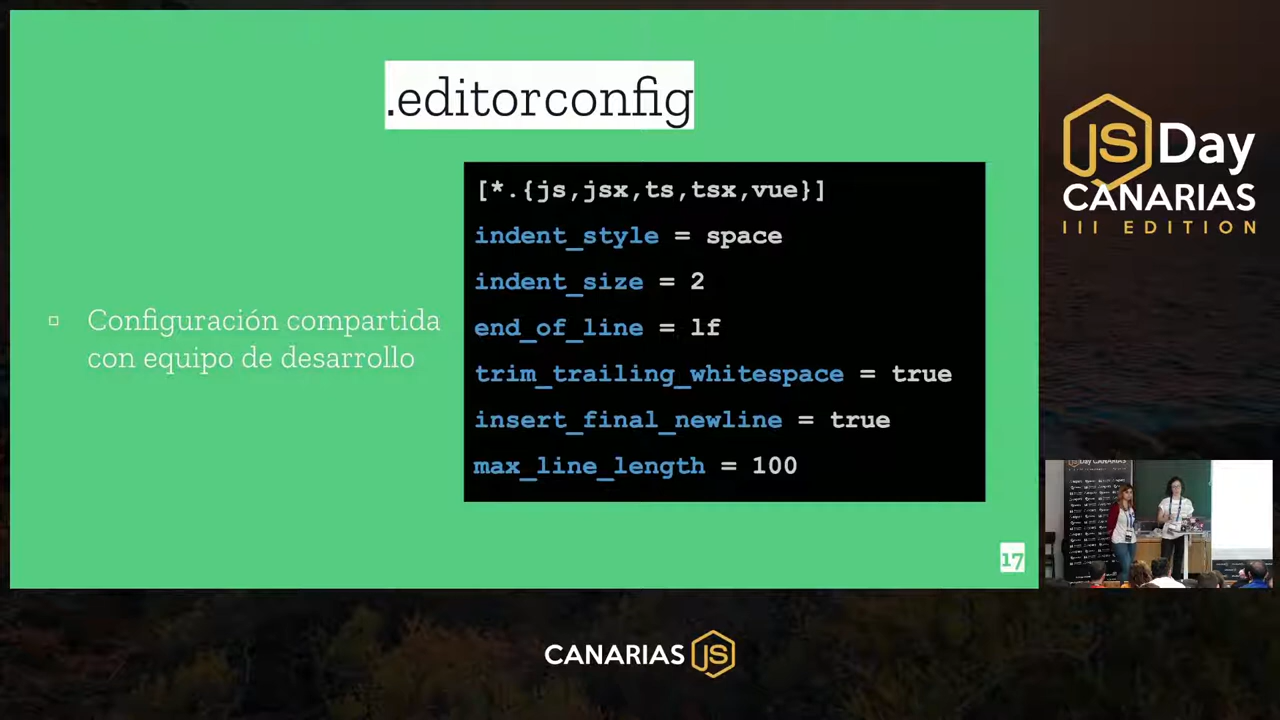 .editorconfig
[*.{js,jsx,ts,tsx,vue}]
indent_style = space
indent_size = 2
end_of_line = lf
trim_trailing_whitespace = true
insert_final_newline = true
max_line_length = 100
▫ Configuración compartida
con equipo de desarrollo
17
JS Day
CANARIAS
III EDITION
CANARIAS JS